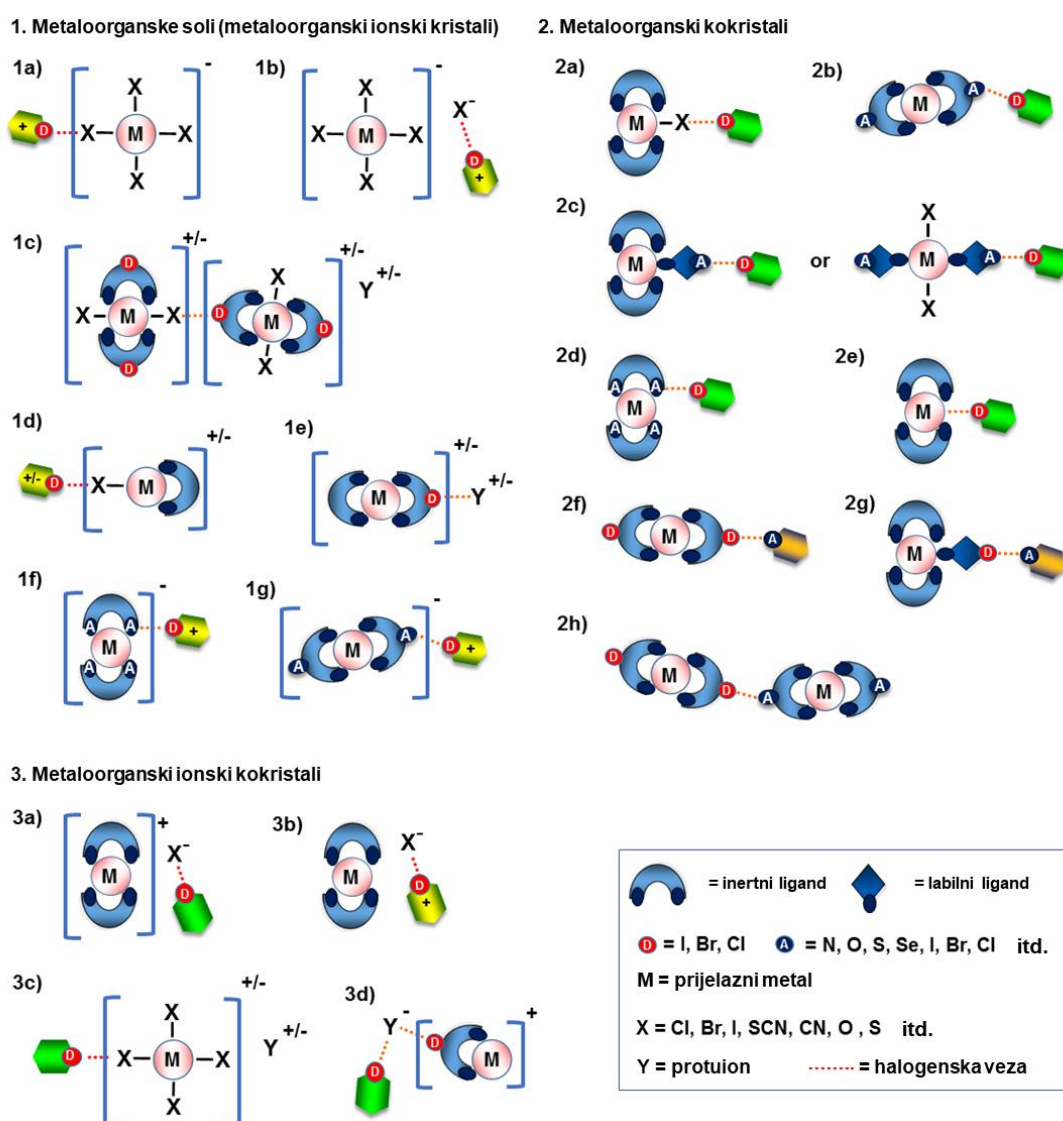 1. Metaloorganske soli (metaloorganski ionski kristali)
2. Metaloorganski kokristali
1a)
+ D X X M X X -
1b)
X X M X X - X⁻ D +
2a)
M X D
2b)
A M A D
1c)
D X M X D +/- D X M X D +/- Y +/-
2c)
M A D
or
X A M A D X
1d)
+/- D X M +/-
1e)
M D +/- Y +/-
2d)
A A M A A D
2e)
M D
1f)
A A M A A - D +
1g)
A M A - D +
2f)
D M D A
2g)
M D A
2h)
D M D A M A
3. Metaloorganski ionski kokristali
3a)
M + X⁻ D
3b)
M X⁻ D +
3c)
D X X M X X +/- Y +/-
3d)
Y - D D M +
= inertni ligand
= labilni ligand
D = I, Br, Cl
A = N, O, S, Se, I, Br, Cl itd.
M = prijelazni metal
X = Cl, Br, I, SCN, CN, O , S itd.
Y = protuion
= halogenska veza